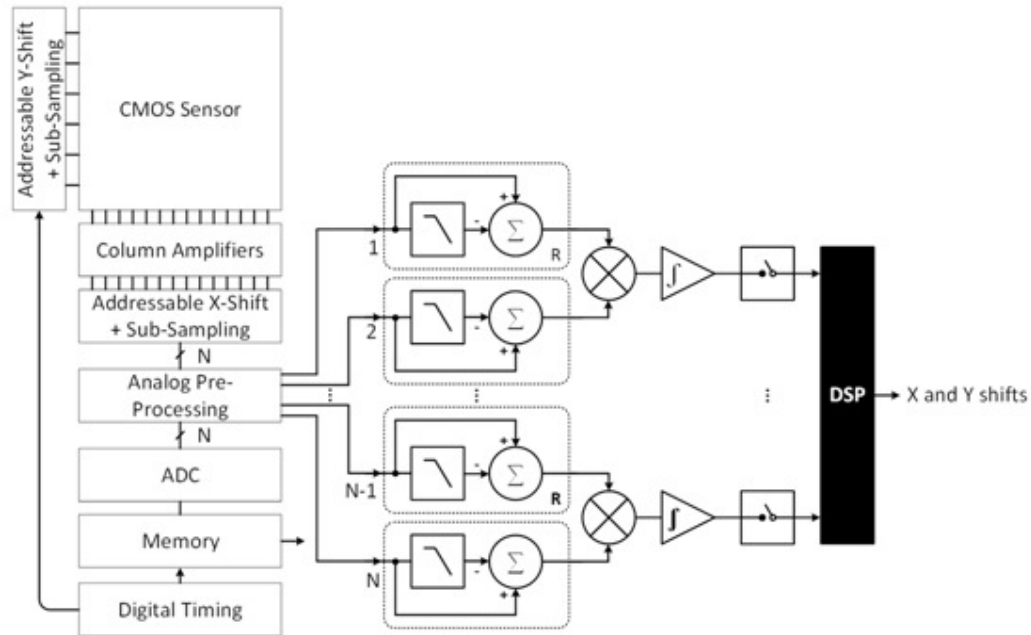 Addressable Y-Shift
+ Sub-Sampling
CMOS Sensor
Column Amplifiers
Addressable X-Shift
+ Sub-Sampling
N
Analog Pre-
Processing
N
ADC
Memory
Digital Timing
1
+
-
Σ
R
∫
2
-
Σ
+
...
...
...
DSP
X and Y shifts
N-1
+
-
Σ
R
∫
N
-
Σ
+